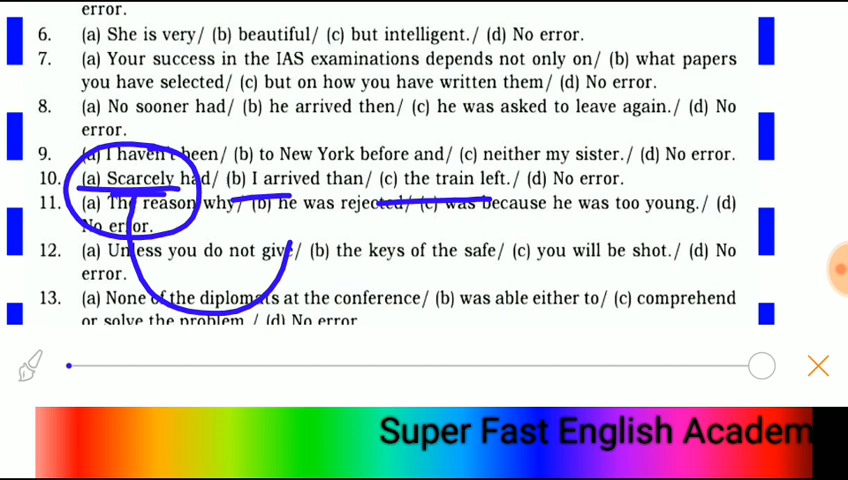 error.
6. (a) She is very/ (b) beautiful/ (c) but intelligent./ (d) No error.
7. (a) Your success in the IAS examinations depends not only on/ (b) what papers
you have selected/ (c) but on how you have written them/ (d) No error.
8. (a) No sooner had/ (b) he arrived then/ (c) he was asked to leave again./ (d) No
error.
9. (a) I haven't been/ (b) to New York before and/ (c) neither my sister./ (d) No error.
10. (a) Scarcely had/ (b) I arrived than/ (c) the train left./ (d) No error.
11. (a) The reason why/ (b) he was rejected/ (c) was because he was too young./ (d)
No error.
12. (a) Unless you do not give/ (b) the keys of the safe/ (c) you will be shot./ (d) No
error.
13. (a) None of the diplomats at the conference/ (b) was able either to/ (c) comprehend
or solve the problem./ (d) No error
Super Fast English Academ